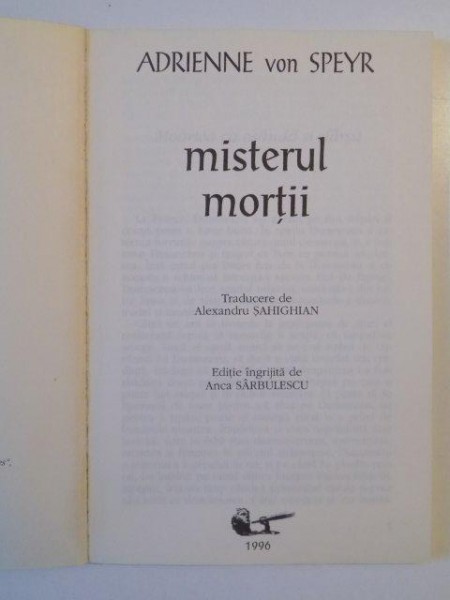 ADRIENNE von SPEYR
misterul
morții
Traducere de
Alexandru ȘAHIGHIAN
Ediție îngrijită de
Anca SÂRBULESCU
1996